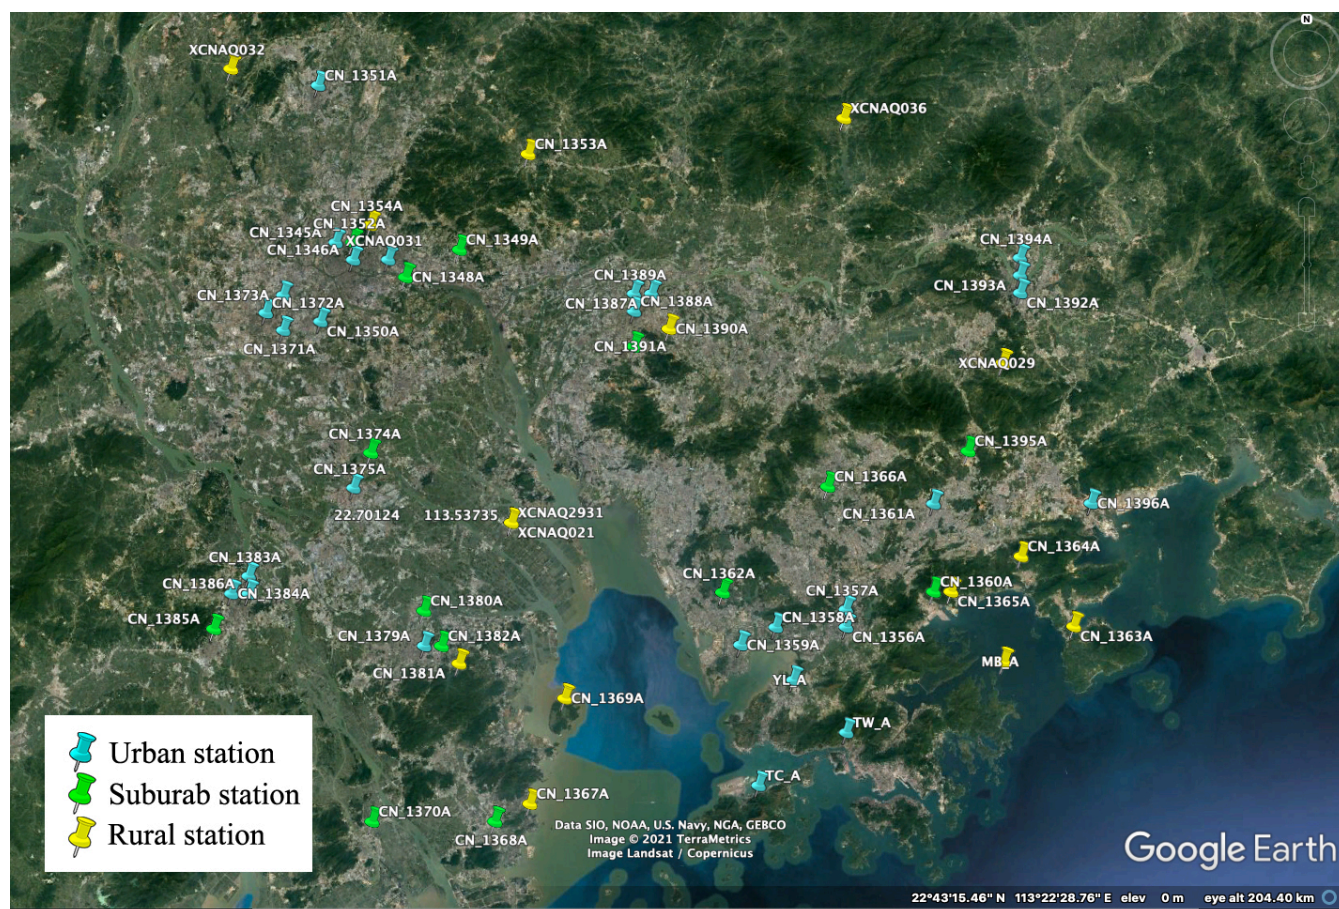 N
XCNAQ032
CN_1351A
XCNAQ036
CN_1353A
CN_1354A
CN_1352A
CN_1345A
XCNAQ031
CN_1346A
CN_1349A
CN_1348A
CN_1394A
CN_1393A
CN_1392A
CN_1389A
CN_1387A
CN_1388A
CN_1390A
CN_1391A
CN_1373A
CN_1372A
CN_1350A
CN_1371A
XCNAQ029
CN_1374A
CN_1375A
22.70124 113.53735
XCNAQ2931
XCNAQ021
CN_1395A
CN_1366A
CN_1361A
CN_1396A
CN_1364A
CN_1383A
CN_1386A
CN_1384A
CN_1385A
CN_1362A
CN_1357A
CN_1360A
CN_1365A
CN_1380A
CN_1358A
CN_1379A
CN_1382A
CN_1359A
CN_1356A
CN_1363A
CN_1381A
MB_A
YL_A
CN_1369A
TW_A
TC_A
CN_1367A
CN_1370A
CN_1368A
Urban station
Suburab station
Rural station
Data SIO, NOAA, U.S. Navy, NGA, GEBCO
Image © 2021 TerraMetrics
Image Landsat / Copernicus
Google Earth
22°43'15.46" N 113°22'28.76" E elev 0 m eye alt 204.40 km